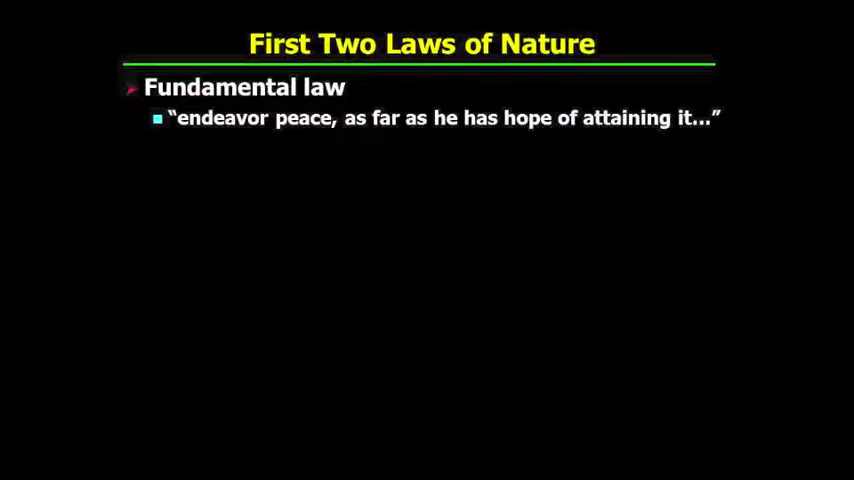 First Two Laws of Nature
Fundamental law
“endeavor peace, as far as he has hope of attaining it...”